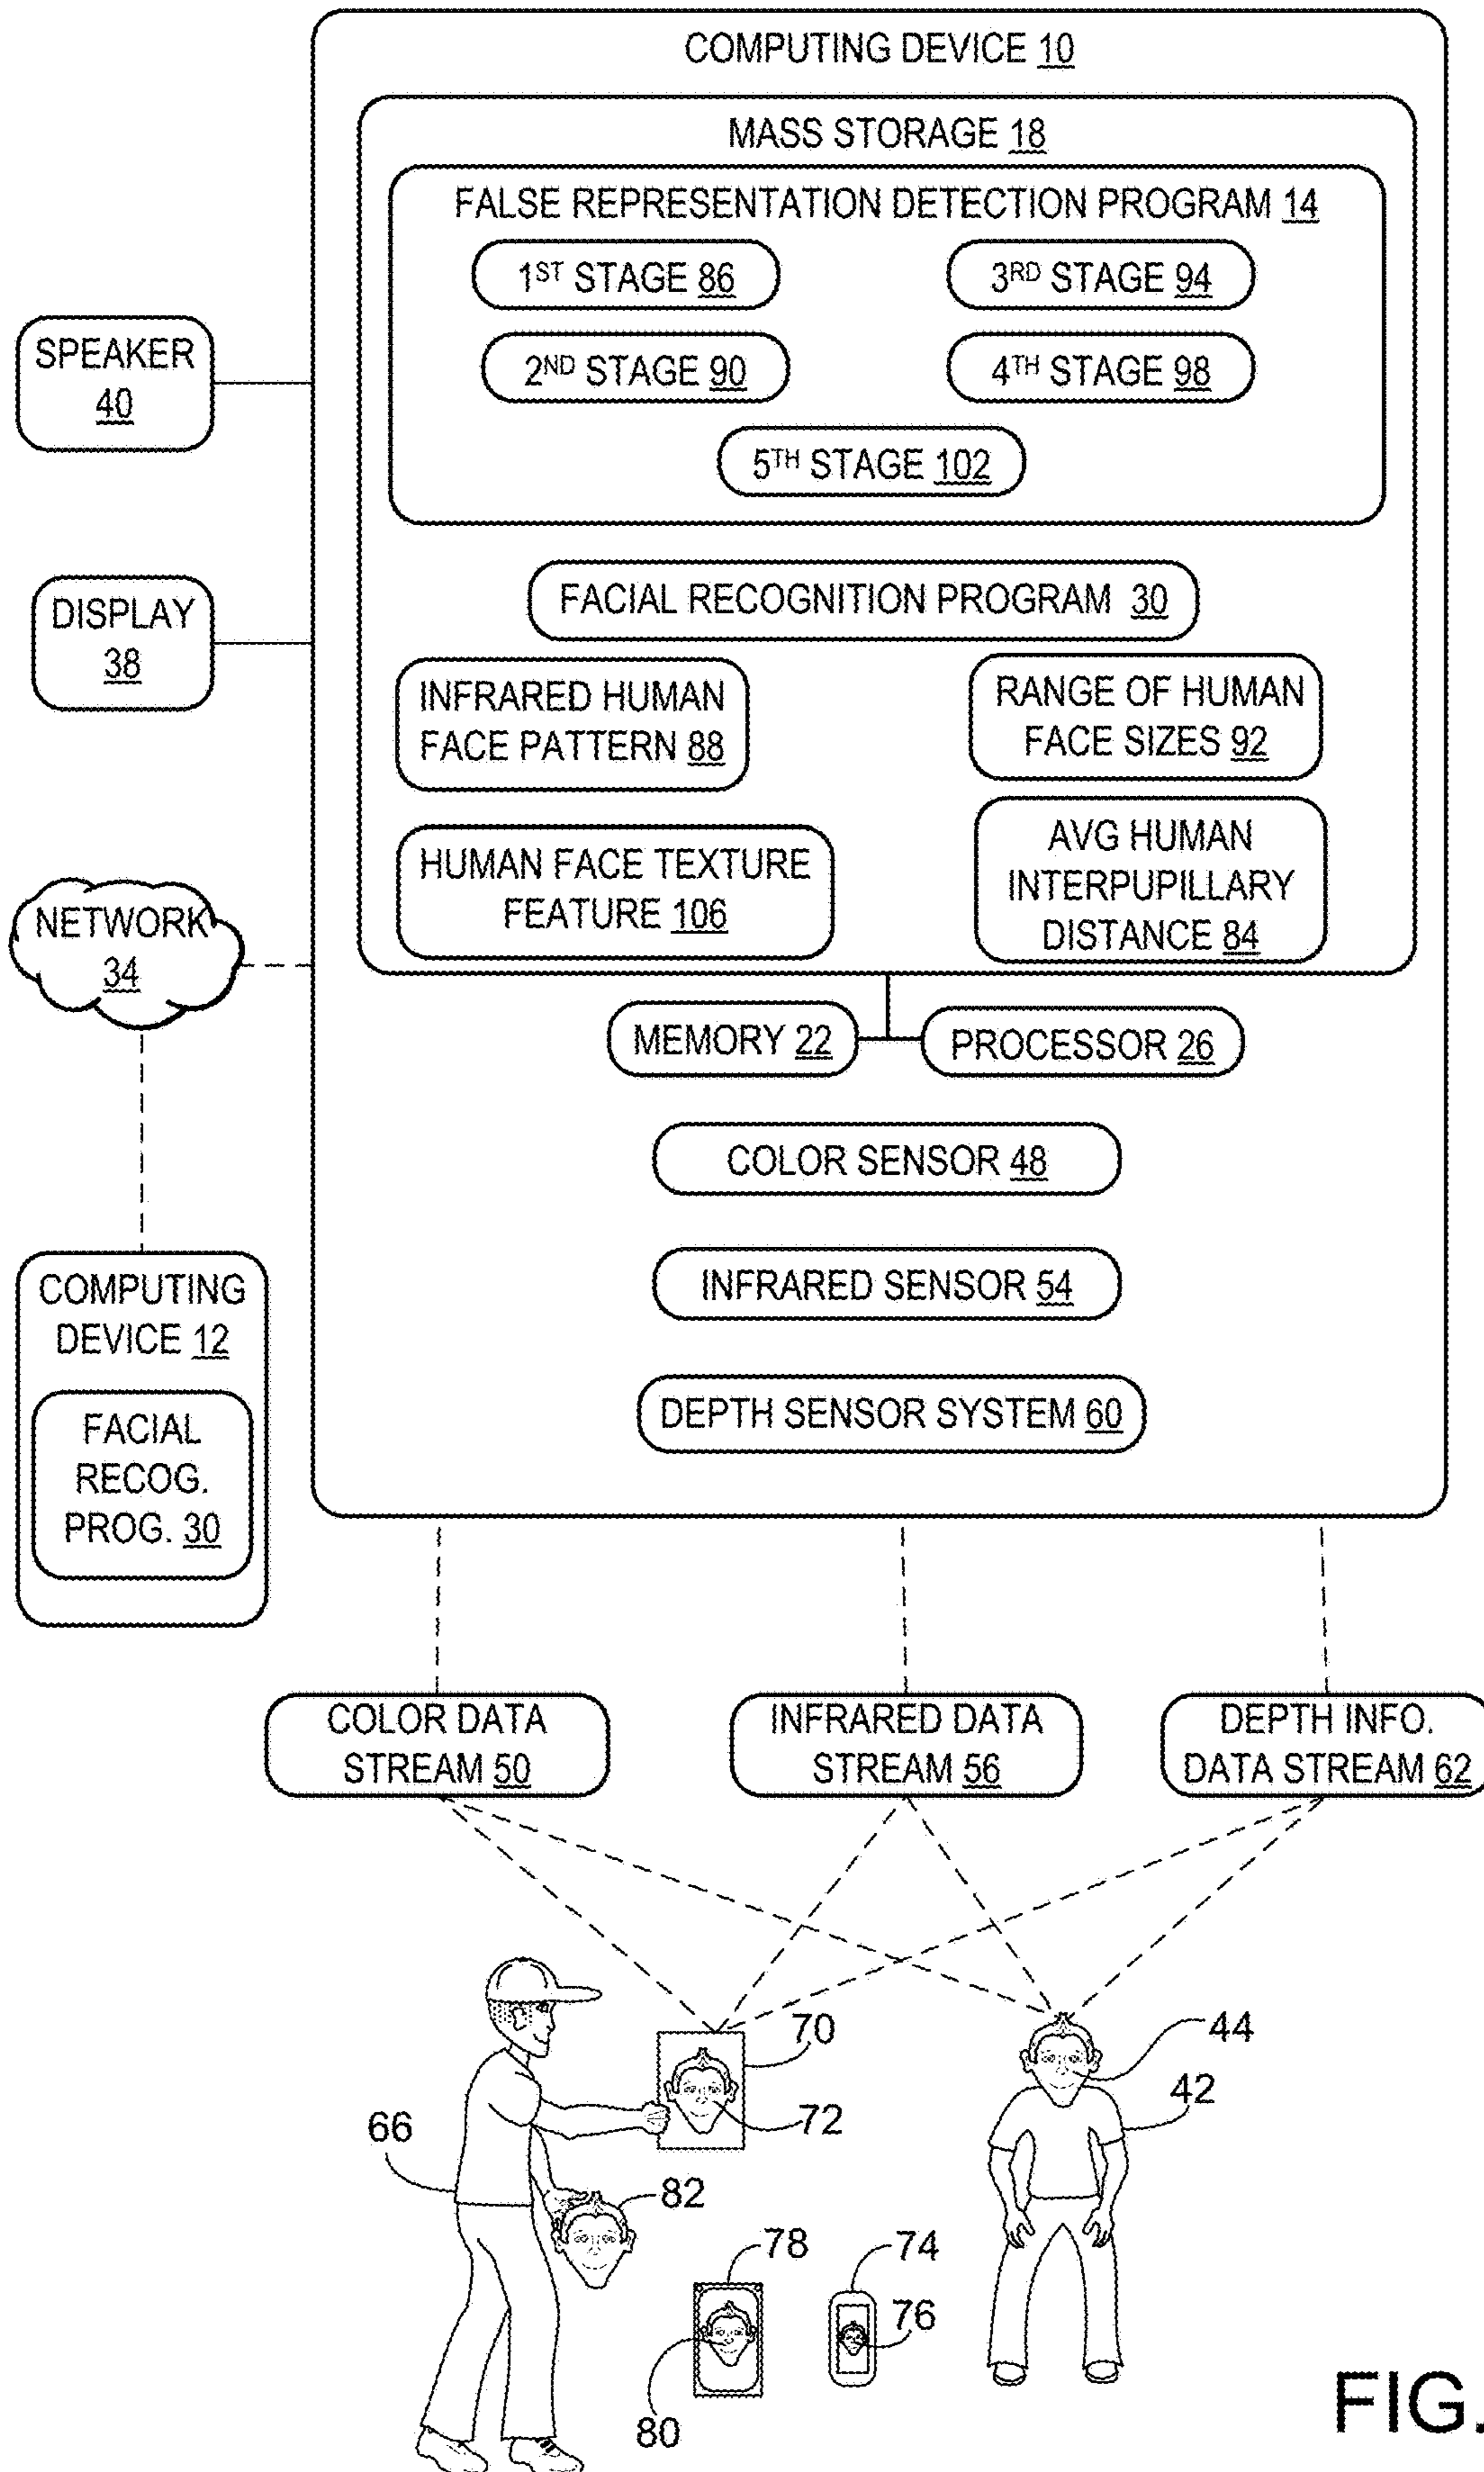 COMPUTING DEVICE 10
MASS STORAGE 18
FALSE REPRESENTATION DETECTION PROGRAM 14
1ST STAGE 86
3RD STAGE 94
2ND STAGE 90
4TH STAGE 98
5TH STAGE 102
FACIAL RECOGNITION PROGRAM 30
INFRARED HUMAN
FACE PATTERN 88
RANGE OF HUMAN
FACE SIZES 92
HUMAN FACE TEXTURE
FEATURE 106
AVG HUMAN
INTERPUPILLARY
DISTANCE 84
MEMORY 22
PROCESSOR 26
COLOR SENSOR 48
INFRARED SENSOR 54
DEPTH SENSOR SYSTEM 60
SPEAKER
40
DISPLAY
38
NETWORK
34
COMPUTING
DEVICE 12
FACIAL
RECOG.
PROG. 30
COLOR DATA
STREAM 50
INFRARED DATA
STREAM 56
DEPTH INFO.
DATA STREAM 62
70
44
72
42
66
82
78
74
76
80
FIG.